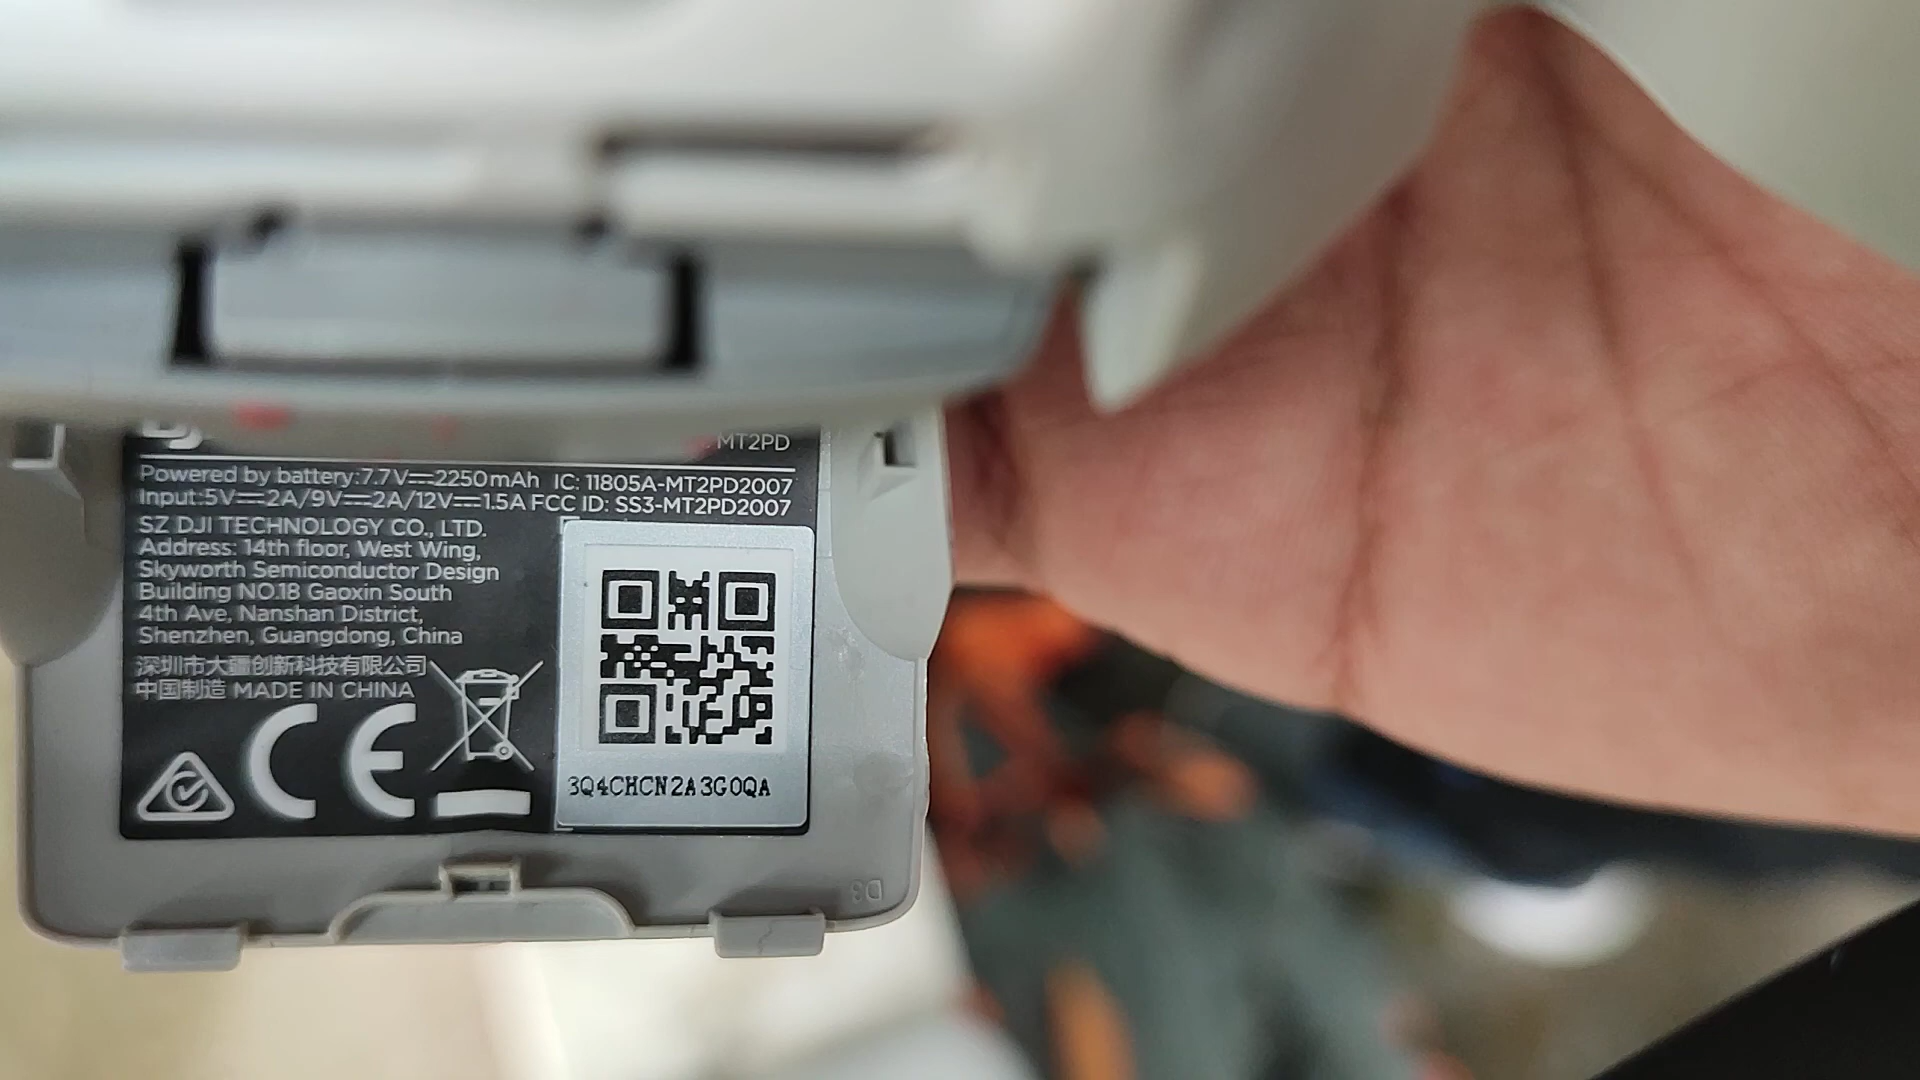 MT2PD
Powered by battery:7.7V⎓2250mAh IC: 11805A-MT2PD2007
Input:5V⎓2A/9V⎓2A/12V⎓1.5A FCC ID: SS3-MT2PD2007
SZ DJI TECHNOLOGY CO., LTD.
Address: 14th floor, West Wing,
Skyworth Semiconductor Design
Building NO.18 Gaoxin South
4th Ave, Nanshan District,
Shenzhen, Guangdong, China
深圳市大疆创新科技有限公司
中国制造 MADE IN CHINA
CE
3Q4CHCN2A3G0QA
D3